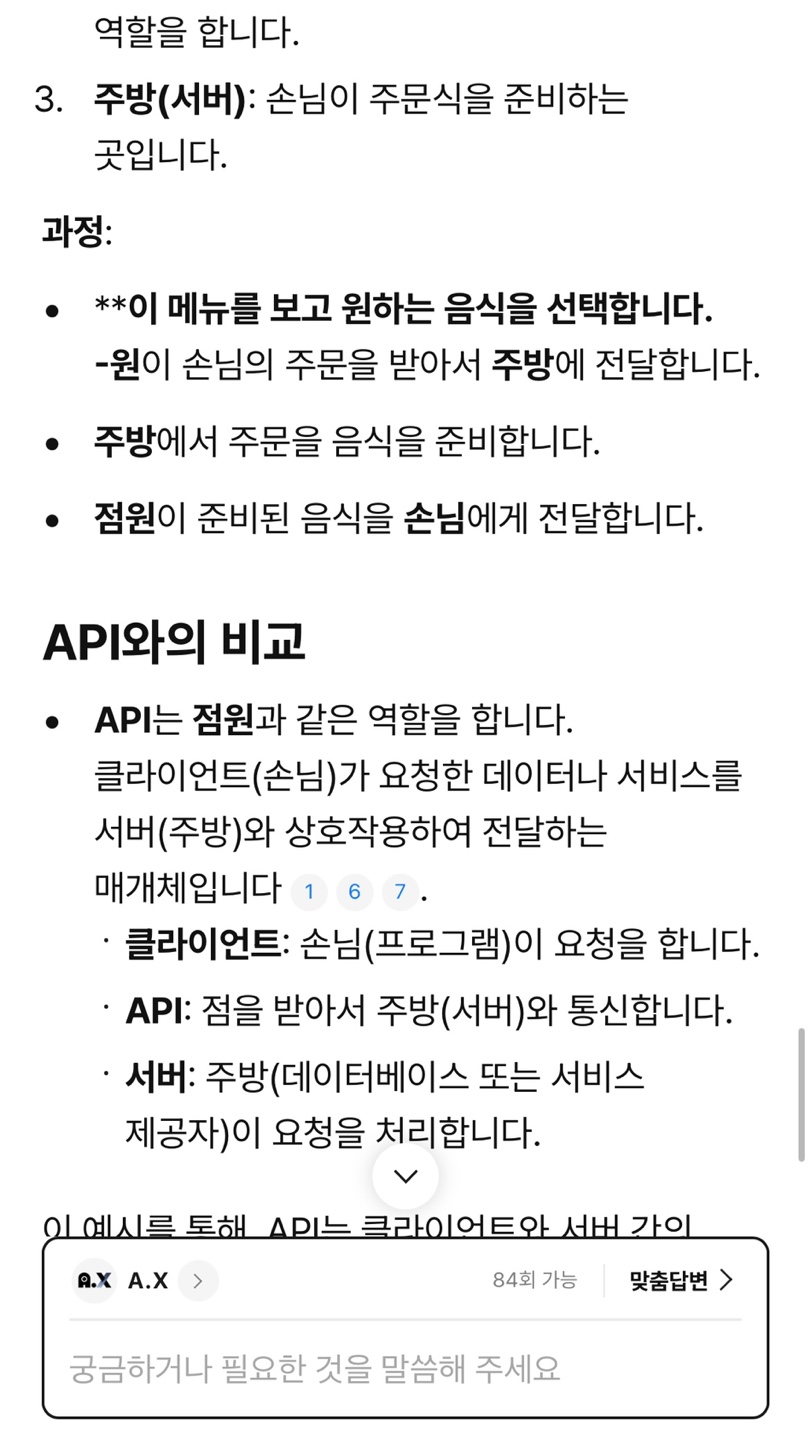 역할을 합니다.
3. 주방(서버): 손님이 주문식을 준비하는
곳입니다.
과정:
• **이 메뉴를 보고 원하는 음식을 선택합니다.
-원이 손님의 주문을 받아서 주방에 전달합니다.
• 주방에서 주문을 음식을 준비합니다.
• 점원이 준비된 음식을 손님에게 전달합니다.
API와의 비교
• API는 점원과 같은 역할을 합니다.
클라이언트(손님)가 요청한 데이터나 서비스를
서버(주방)와 상호작용하여 전달하는
매개체입니다 1 6 7 .
· 클라이언트: 손님(프로그램)이 요청을 합니다.
· API: 점을 받아서 주방(서버)와 통신합니다.
· 서버: 주방(데이터베이스 또는 서비스
제공자)이 요청을 처리합니다.
이 예시를 통해, API는 클라이언트와 서버 간의
A.X A.X 84회 가능 맞춤답변
궁금하거나 필요한 것을 말씀해 주세요